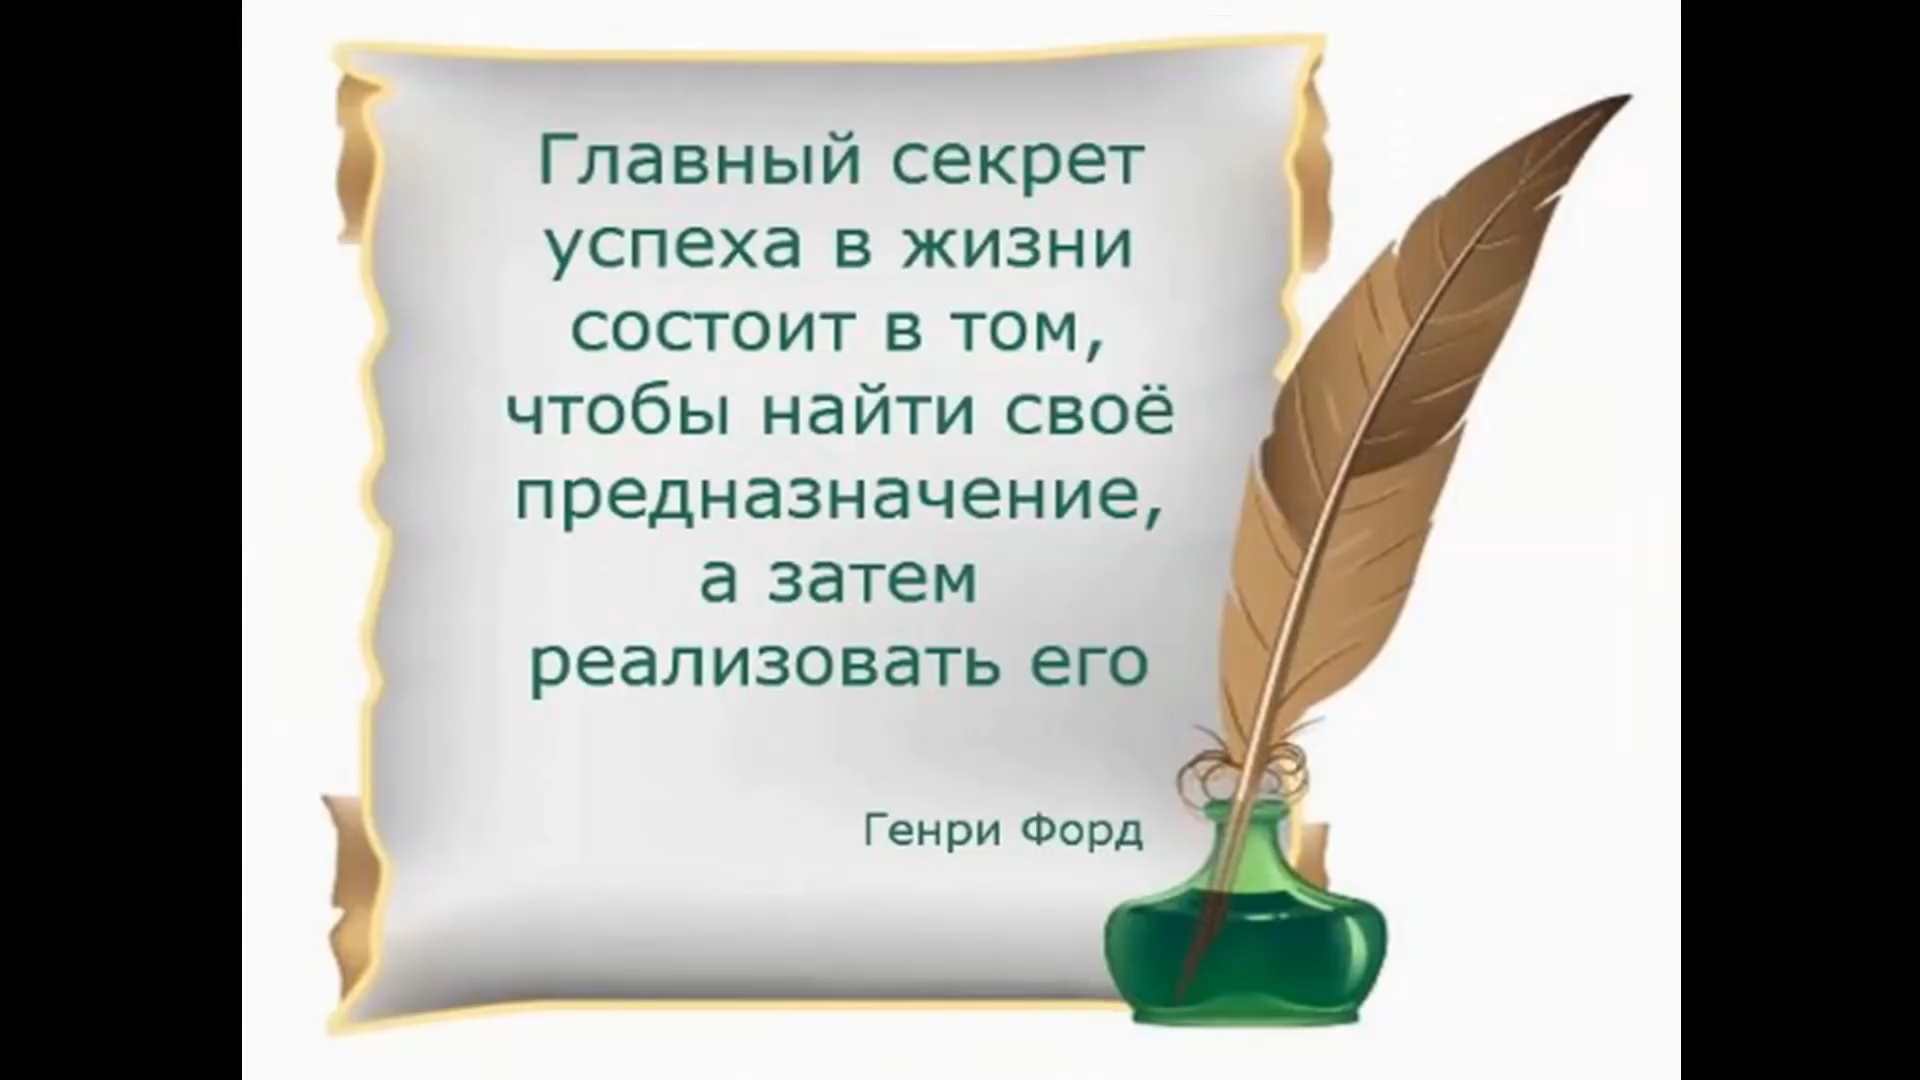 Главный секрет
успеха в жизни
состоит в том,
чтобы найти своё
предназначение,
а затем
реализовать его
Генри Форд